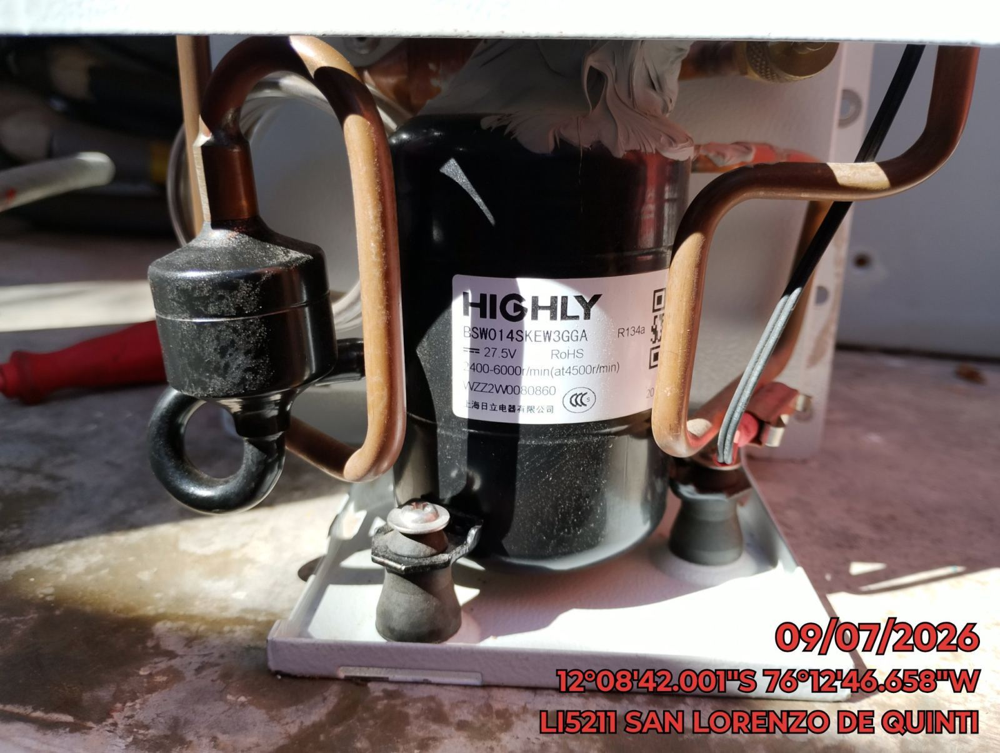 HIGHLY
BSW014SKEW3GGA R134a
27.5V RoHS
2400-6000r/min(at4500r/min)
WZZ2W0080860 CCC S
上海日立电器有限公司 20
09/07/2026
12°08'42.001"S 76°12'46.658"W
LI5211 SAN LORENZO DE QUINTI